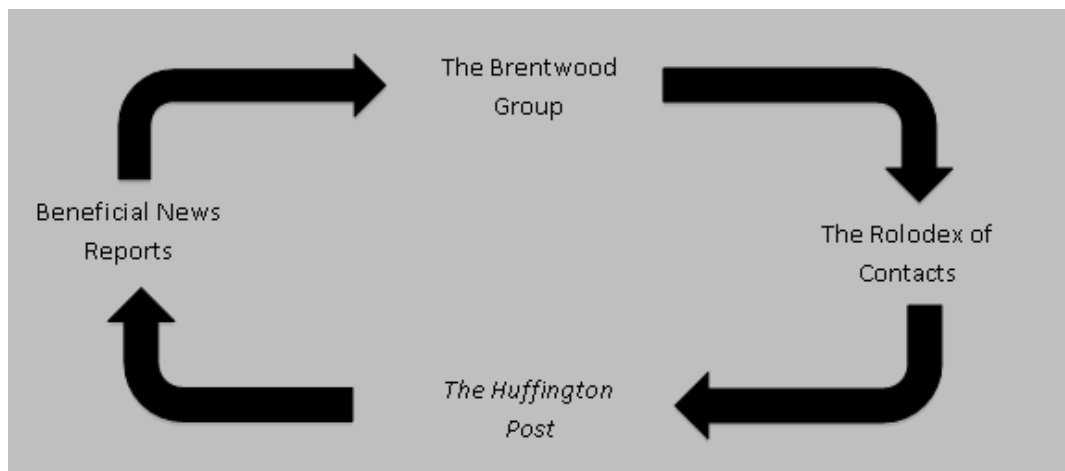 The Brentwood
Group
Beneficial News
Reports
The Rolodex of
Contacts
The Huffington
Post